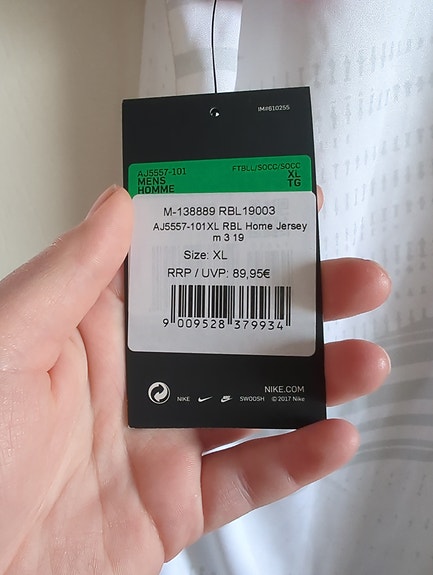 IM#610255
AJ5557-101 FTBLL/SOCC/SOCC
MENS XL
HOMME TG
M-138889 RBL19003
AJ5557-101XL RBL Home Jersey
m 3 19
Size: XL
RRP / UVP: 89,95€
9 009528 379934
NIKE.COM
NIKE SWOOSH © 2017 Nike